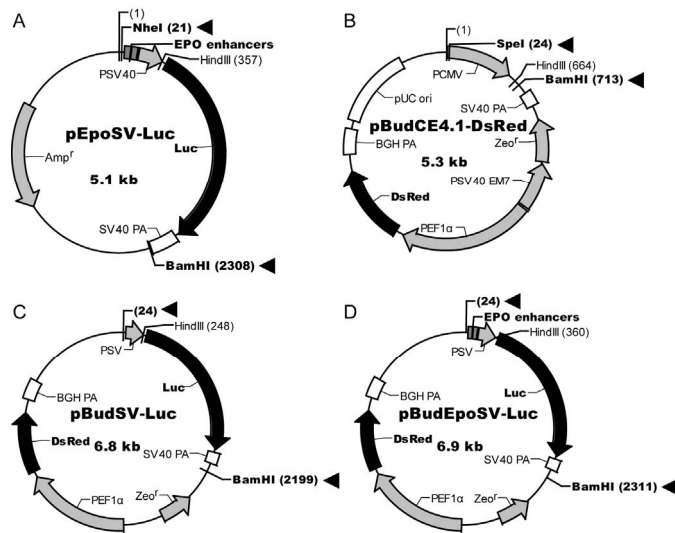 A
(1)
NheI (21)
EPO enhancers
PSV40
HindIII (357)
pEpoSV-Luc
Luc
Ampr
5.1 kb
SV40 PA
BamHI (2308)
B
(1)
SpeI (24)
PCMV
HindIII (664)
BamHI (713)
pUC ori
SV40 PA
pBudCE4.1-DsRed
Zeor
BGH PA
5.3 kb
PSV40 EM7
DsRed
PEF1α
C
(24)
HindIII (248)
PSV
Luc
BGH PA
pBudSV-Luc
DsRed
6.8 kb
SV40 PA
BamHI (2199)
PEF1α
Zeor
D
(24)
EPO enhancers
HindIII (360)
PSV
Luc
BGH PA
pBudEpoSV-Luc
DsRed
6.9 kb
SV40 PA
BamHI (2311)
PEF1α
Zeor